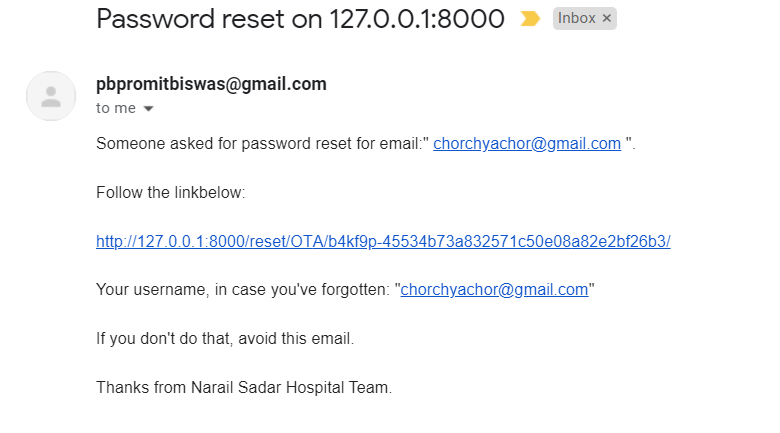 Password reset on 127.0.0.1:8000 Inbox ×
pbpromitbiswas@gmail.com
to me
Someone asked for password reset for email:" chorchyachor@gmail.com ".
Follow the linkbelow:
http://127.0.0.1:8000/reset/OTA/b4kf9p-45534b73a832571c50e08a82e2bf26b3/
Your username, in case you've forgotten: "chorchyachor@gmail.com"
If you don't do that, avoid this email.
Thanks from Narail Sadar Hospital Team.